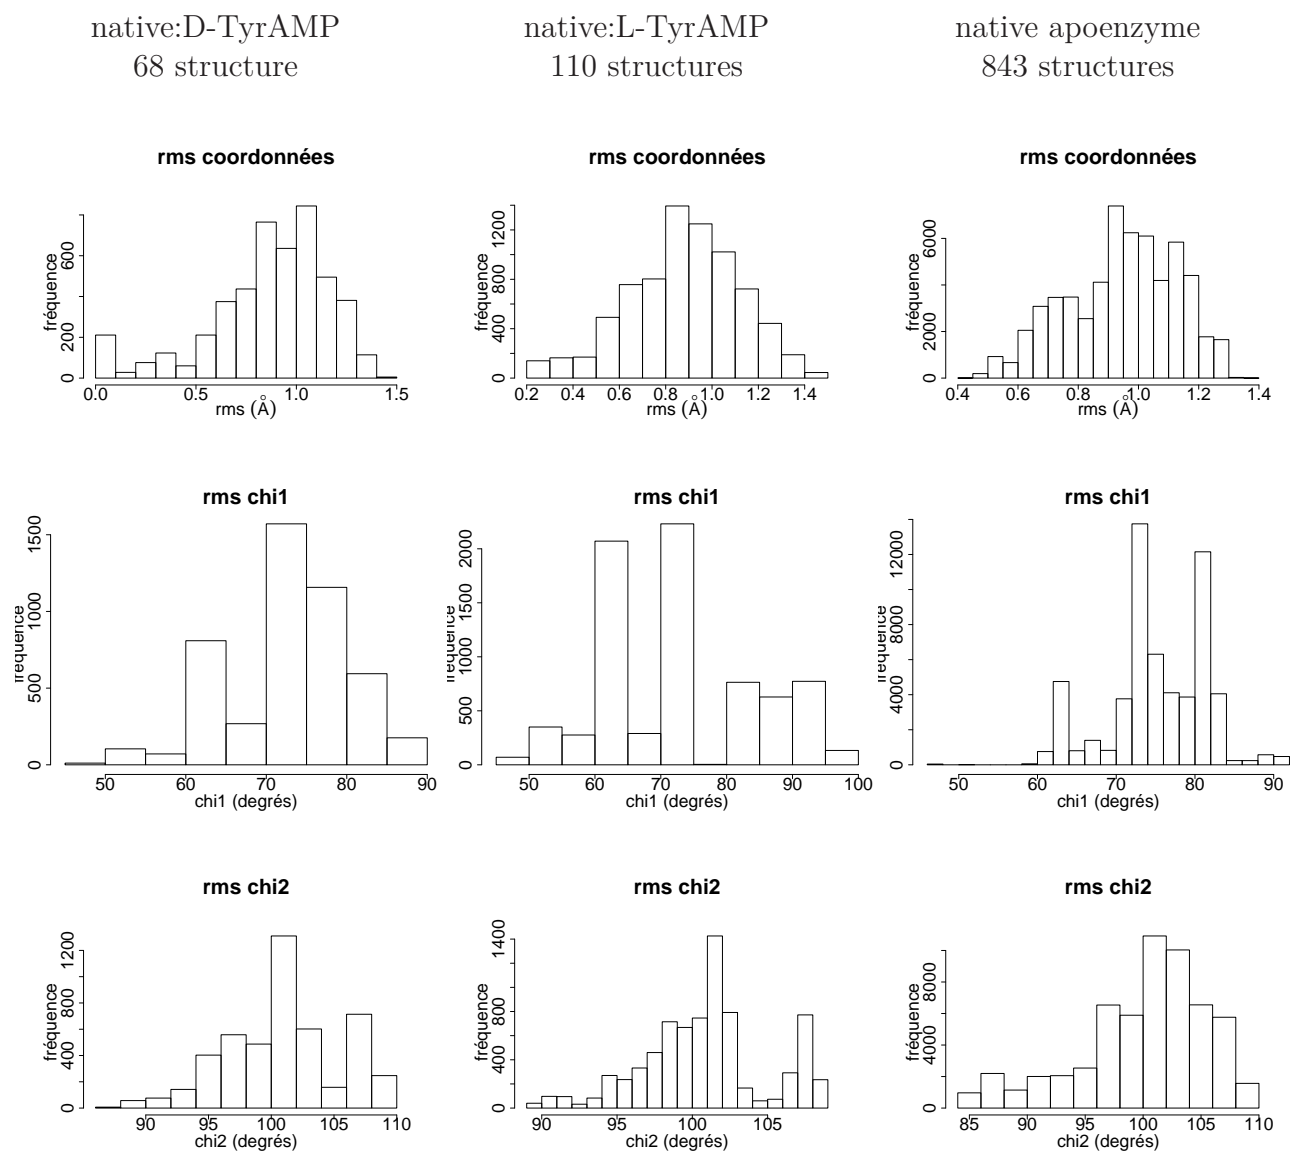 native:D-TyrAMP
68 structure
native:L-TyrAMP
110 structures
native apoenzyme
843 structures
rms coordonnées
fréquence
0 200 600
0.0 0.5 1.0 1.5
rms (Å)
rms coordonnées
fréquence
0 400 800 1200
0.2 0.4 0.6 0.8 1.0 1.2 1.4
rms (Å)
rms coordonnées
fréquence
0 2000 6000
0.4 0.6 0.8 1.0 1.2 1.4
rms (Å)
rms chi1
fréquence
0 500 1000 1500
50 60 70 80 90
chi1 (degrés)
rms chi1
fréquence
0 500 1000 1500 2000
50 60 70 80 90 100
chi1 (degrés)
rms chi1
fréquence
0 4000 8000 12000
50 60 70 80 90
chi1 (degrés)
rms chi2
fréquence
0 400 800 1200
90 95 100 105 110
chi2 (degrés)
rms chi2
fréquence
0 400 800 1400
90 95 100 105
chi2 (degrés)
rms chi2
fréquence
0 4000 8000
85 90 95 100 105 110
chi2 (degrés)